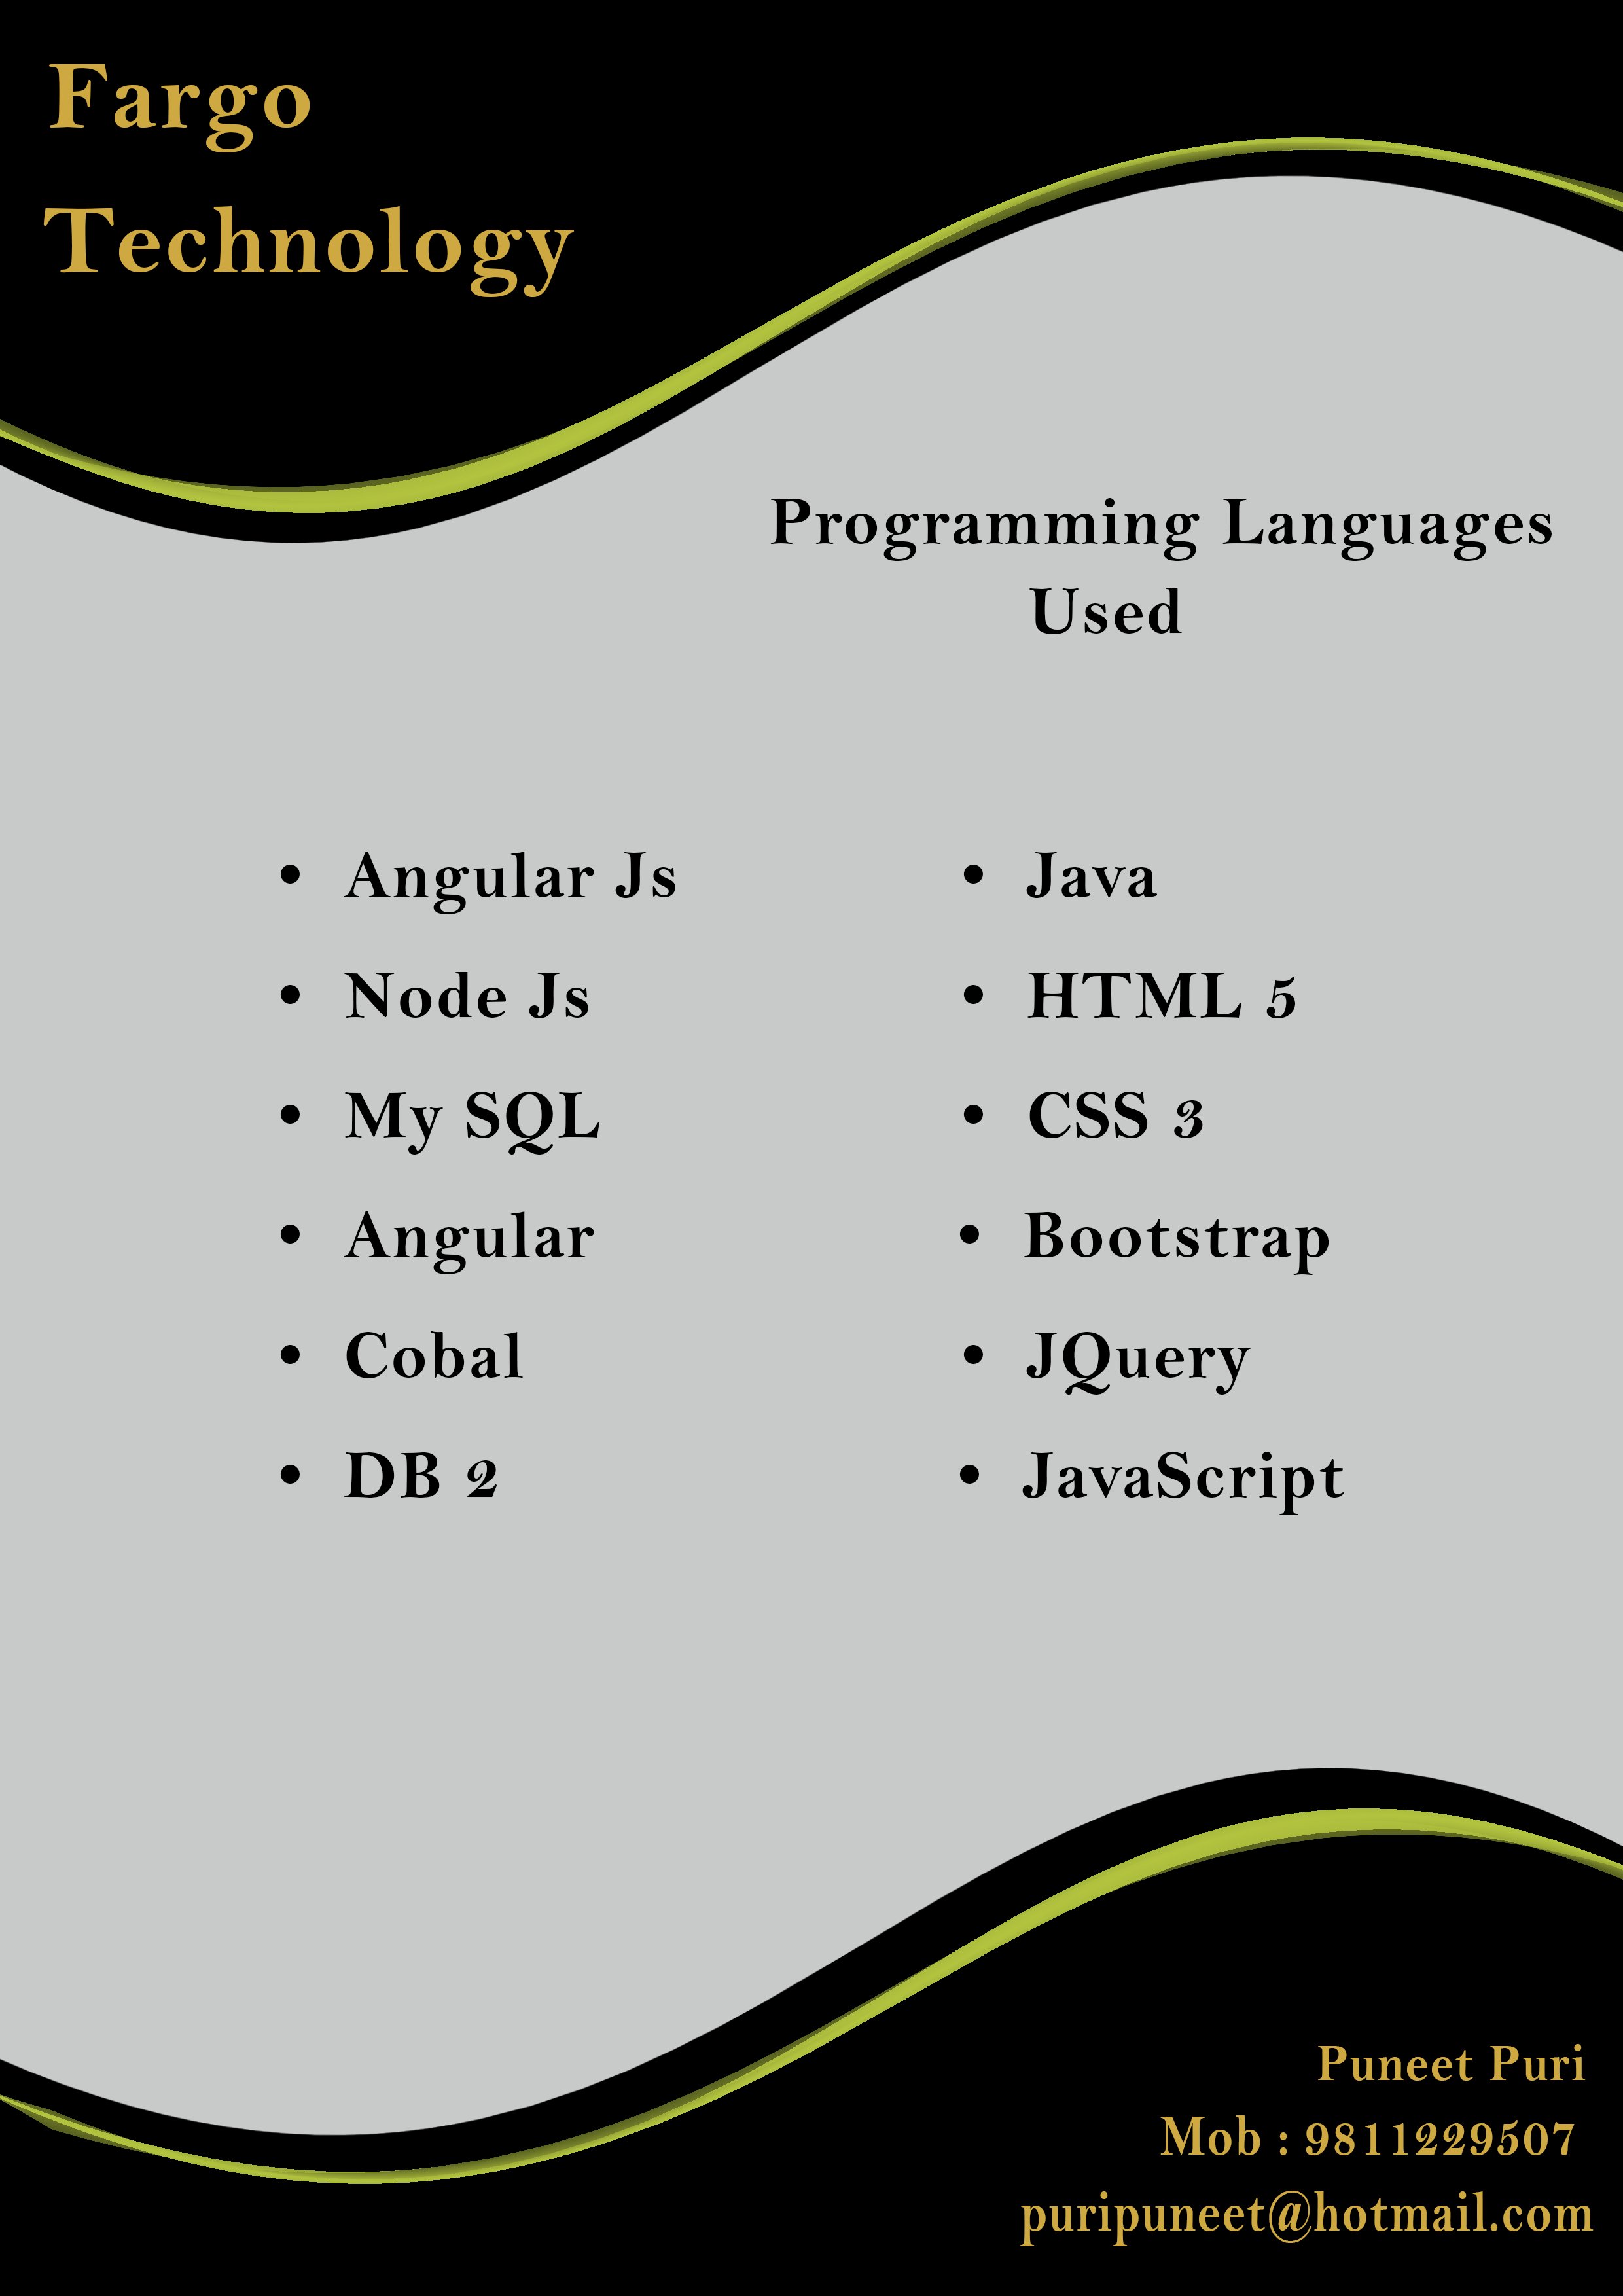 Fargo
Technology
Programming Languages
Used
• Angular Js
• Node Js
• My SQL
• Angular
• Cobal
• DB 2
• Java
• HTML 5
• CSS 3
• Bootstrap
• JQuery
• JavaScript
Puneet Puri
Mob : 9811229507
puripuneet@hotmail.com